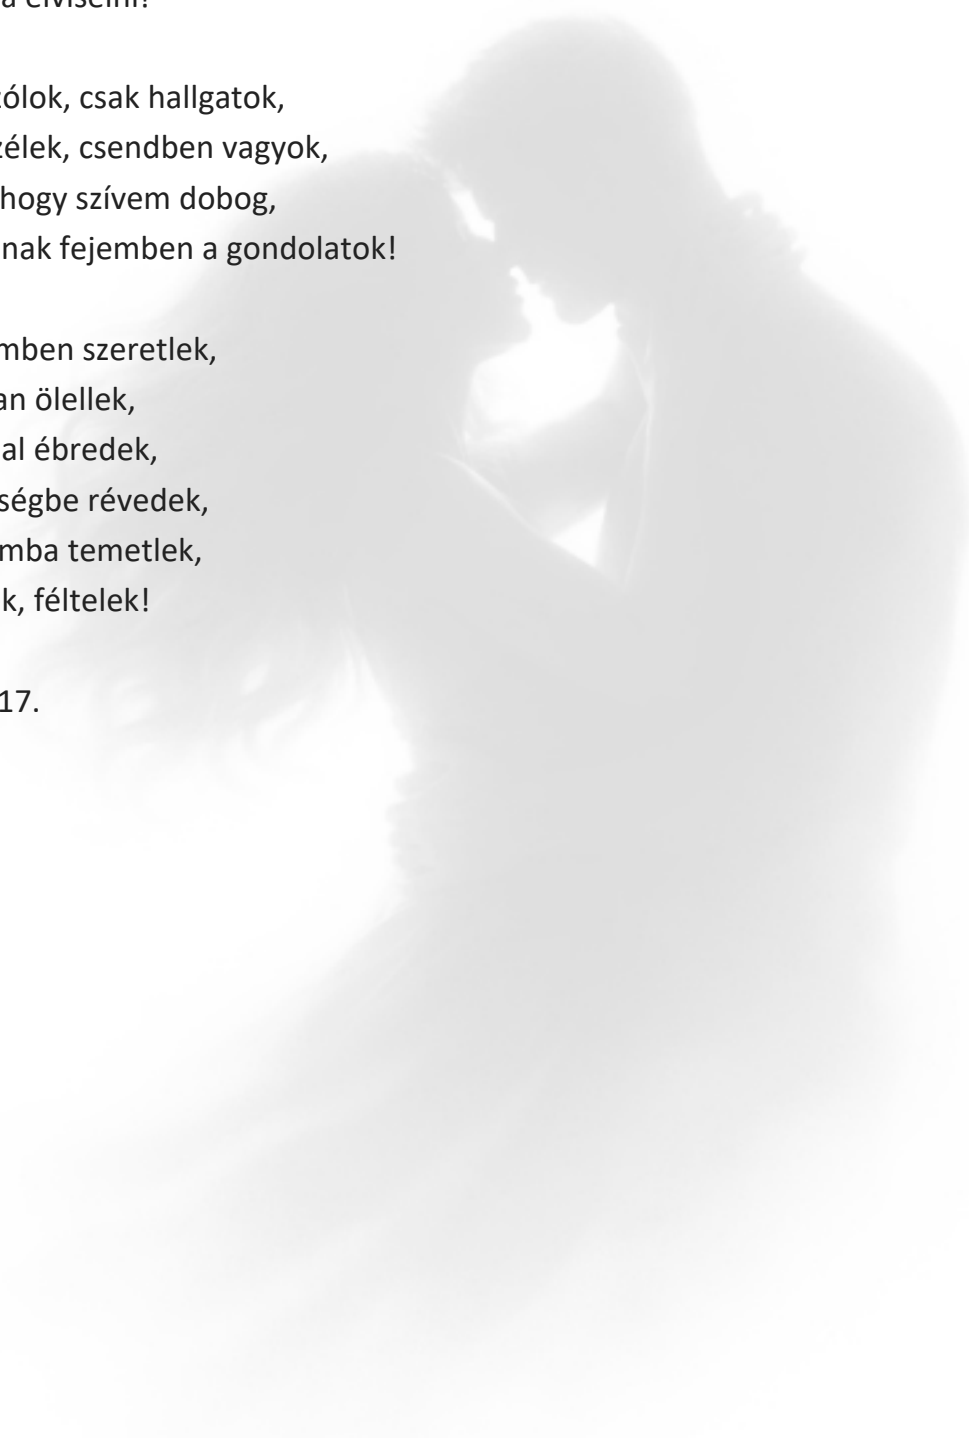 a elviselni!
zólok, csak hallgatok,
zélek, csendben vagyok,
hogy szívem dobog,
nak fejemben a gondolatok!
mben szeretlek,
an ölellek,
al ébredek,
ségbe révedek,
mba temetlek,
k, féltelek!
17.